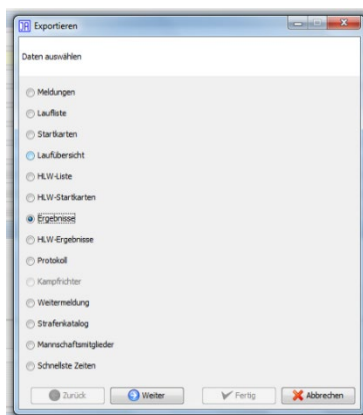 Exportieren
Daten auswählen
Meldungen
Laufliste
Startkarten
Laufübersicht
HLW-Liste
HLW-Startkarten
Ergebnisse
HLW-Ergebnisse
Protokoll
Kampfrichter
Weitermeldung
Strafenkatalog
Mannschaftsmitglieder
Schnellste Zeiten
Zurück Weiter Fertig Abbrechen